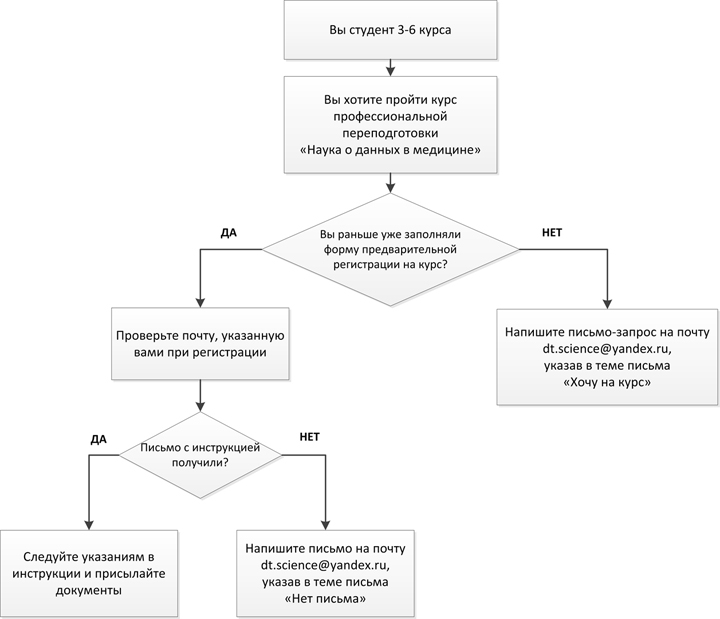 Вы студент 3-6 курса
Вы хотите пройти курс
профессиональной
переподготовки
«Наука о данных в медицине»
Вы раньше уже заполняли
форму предварительной
регистрации на курс?
ДА
НЕТ
Проверьте почту, указанную
вами при регистрации
Напишите письмо-запрос на почту
dt.science@yandex.ru,
указав в теме письма
«Хочу на курс»
Письмо с инструкцией
получили?
ДА
НЕТ
Следуйте указаниям в
инструкции и присылайте
документы
Напишите письмо на почту
dt.science@yandex.ru,
указав в теме письма
«Нет письма»